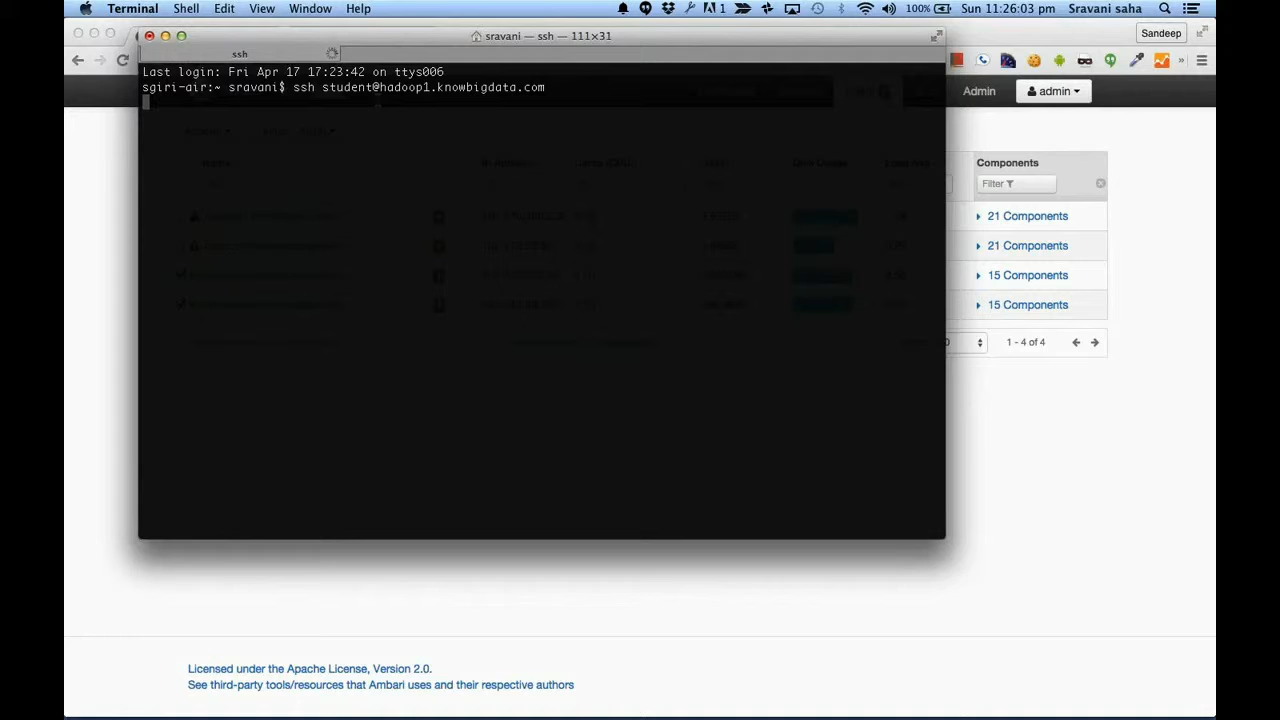 Terminal Shell Edit View Window Help 1 100% Sun 11:26:03 pm Sravani saha
sravani — ssh — 111×31
Sandeep
ssh
Last login: Fri Apr 17 17:23:42 on ttys006
sgiri-air:~ sravani$ ssh student@hadoop1.knowbigdata.com
Admin admin
Components
Filter
21 Components
21 Components
15 Components
15 Components
0 1 - 4 of 4
Licensed under the Apache License, Version 2.0.
See third-party tools/resources that Ambari uses and their respective authors